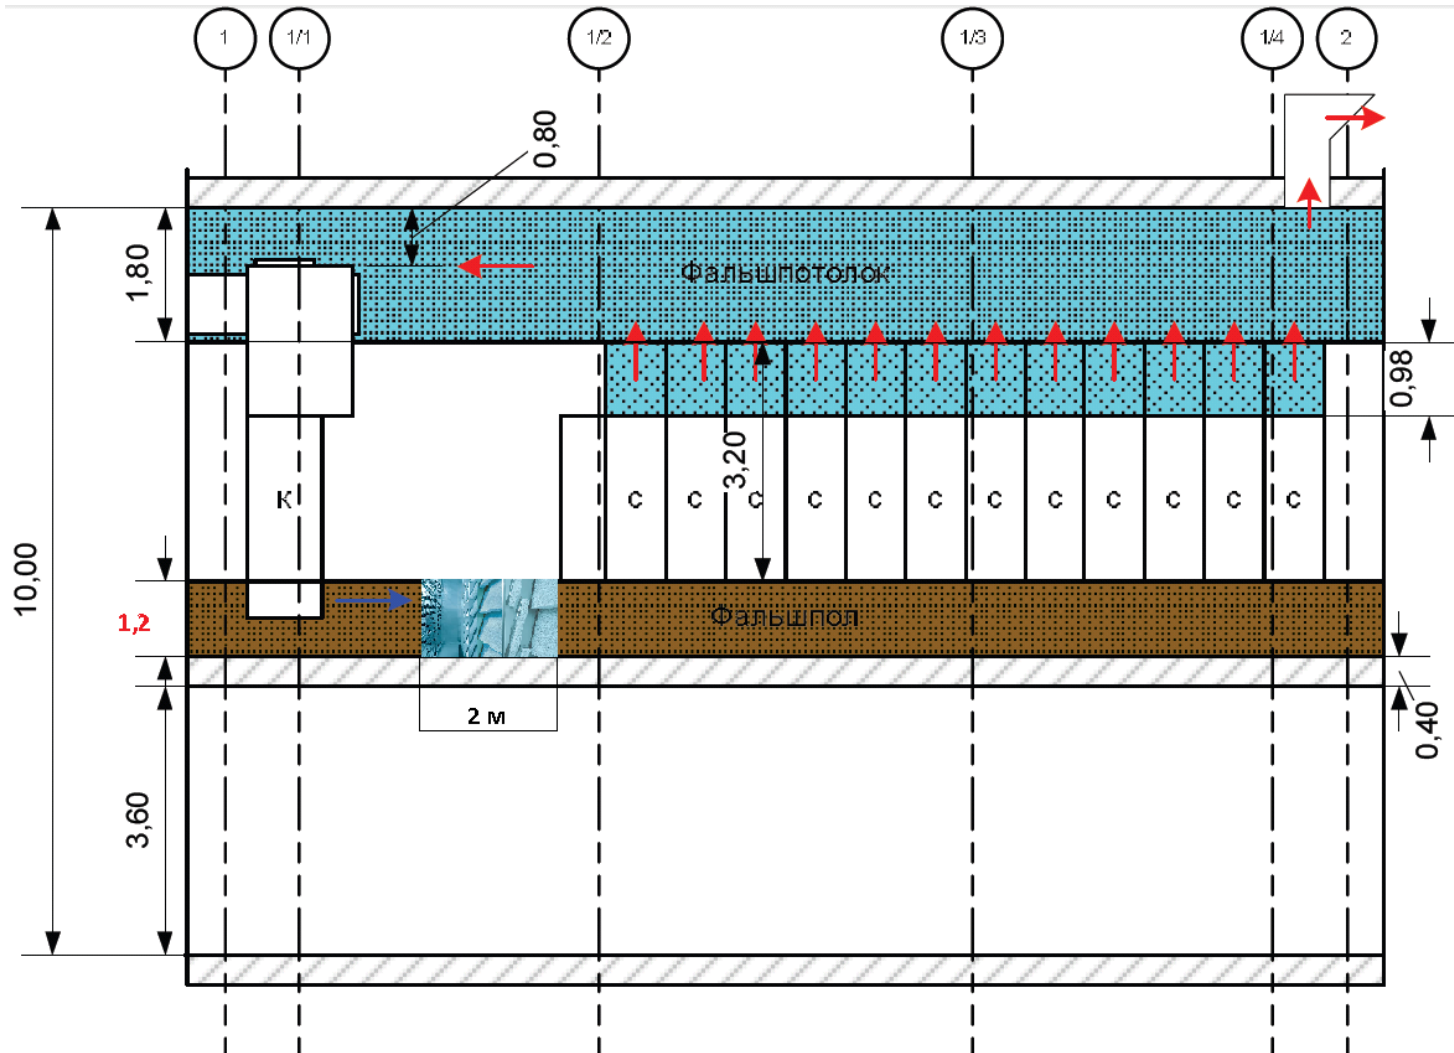 1
1/1
1/2
1/3
1/4
2
0,80
1,80
Фальшпотолок
0,98
3,20
К
С
С
С
С
С
С
С
С
С
С
С
С
10,00
1,2
Фальшпол
2 м
0,40
3,60